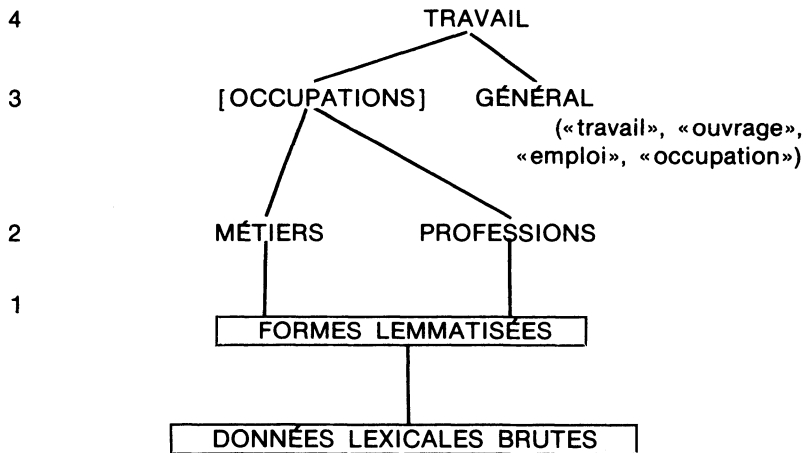 4 TRAVAIL
3 [OCCUPATIONS] GÉNÉRAL
(«travail», «ouvrage»,
«emploi», «occupation»)
2 MÉTIERS PROFESSIONS
1
FORMES LEMMATISÉES
DONNÉES LEXICALES BRUTES